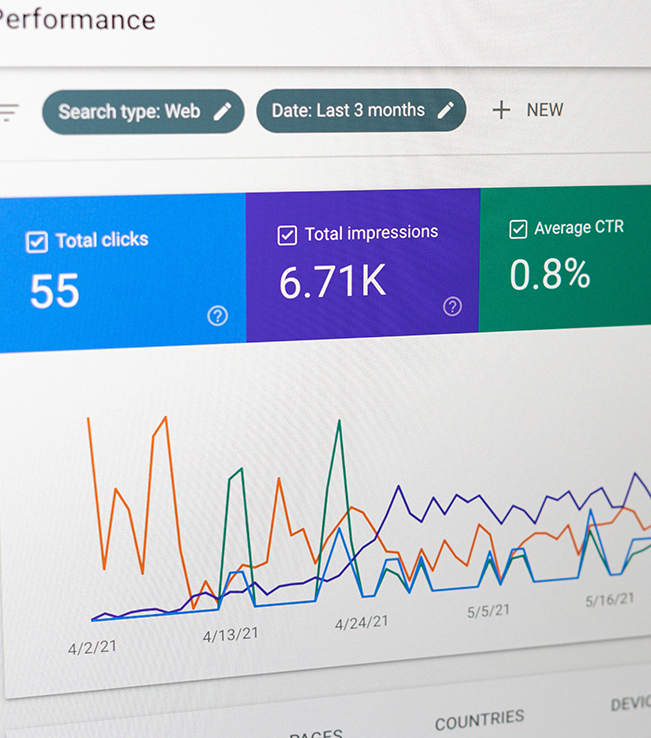 Performance
Search type: Web
Date: Last 3 months
+ NEW
Total clicks
Total impressions
Average CTR
55
6.71K
0.8%
4/2/21
4/13/21
4/24/21
5/5/21
5/16/21
PAGES
COUNTRIES
DEVIC